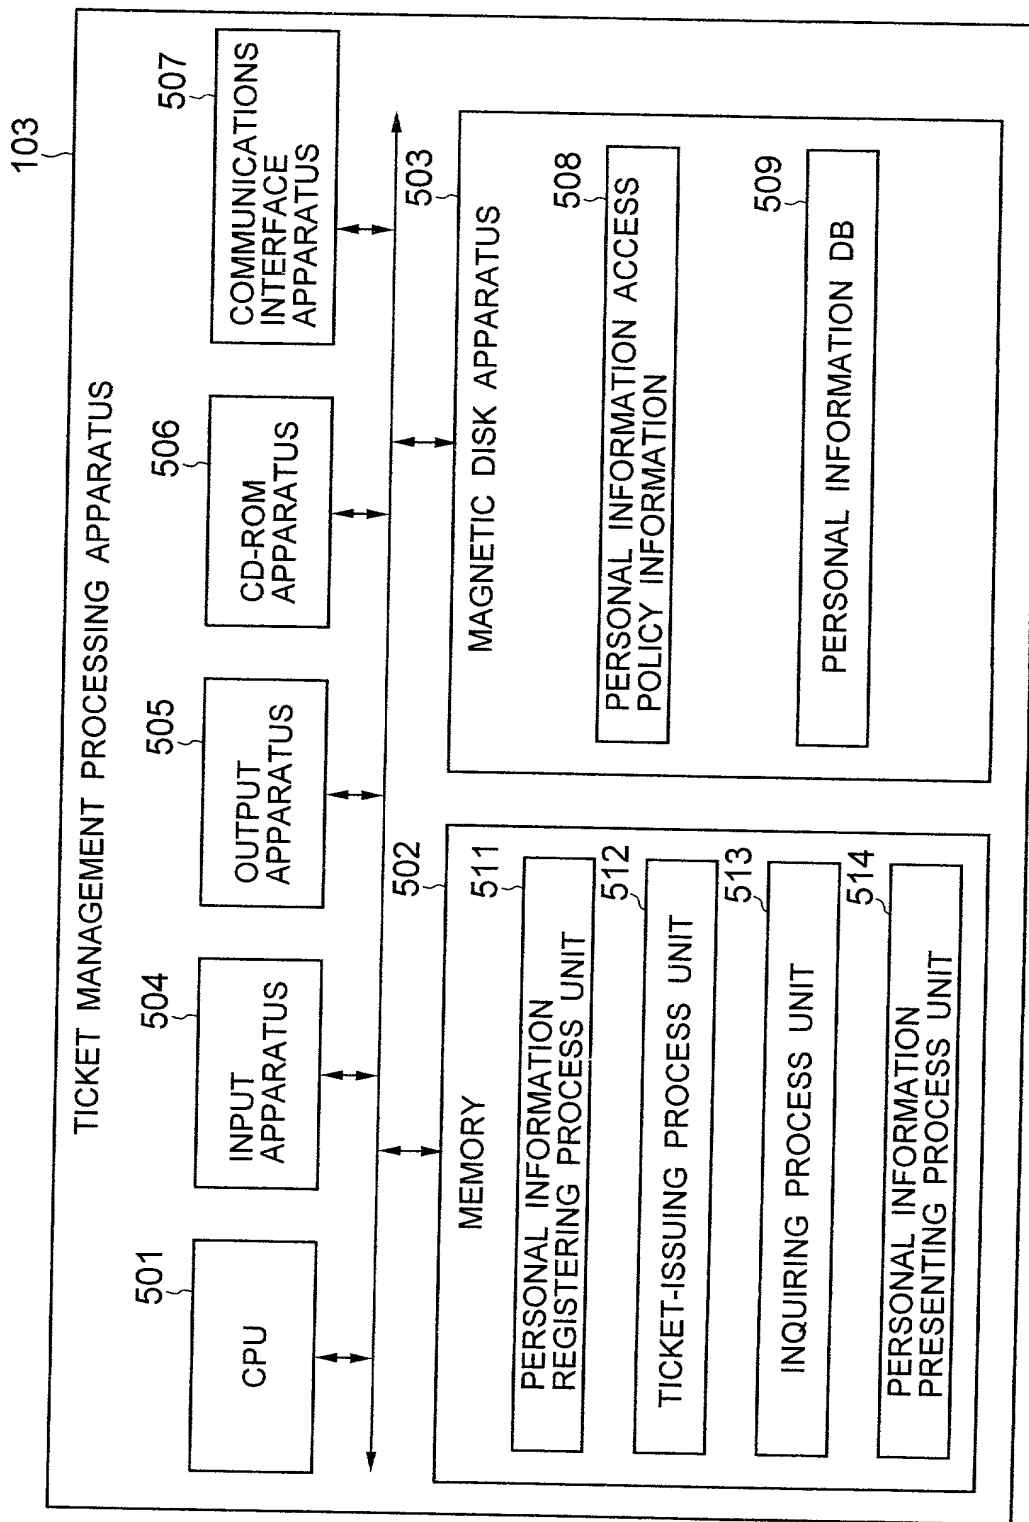 103
TICKET MANAGEMENT PROCESSING APPARATUS
501
CPU
504
INPUT
APPARATUS
505
OUTPUT
APPARATUS
506
CD-ROM
APPARATUS
507
COMMUNICATIONS
INTERFACE
APPARATUS
502
MEMORY
511
PERSONAL INFORMATION
REGISTERING PROCESS UNIT
512
TICKET-ISSUING PROCESS UNIT
513
INQUIRING PROCESS UNIT
514
PERSONAL INFORMATION
PRESENTING PROCESS UNIT
503
MAGNETIC DISK APPARATUS
508
PERSONAL INFORMATION ACCESS
POLICY INFORMATION
509
PERSONAL INFORMATION DB